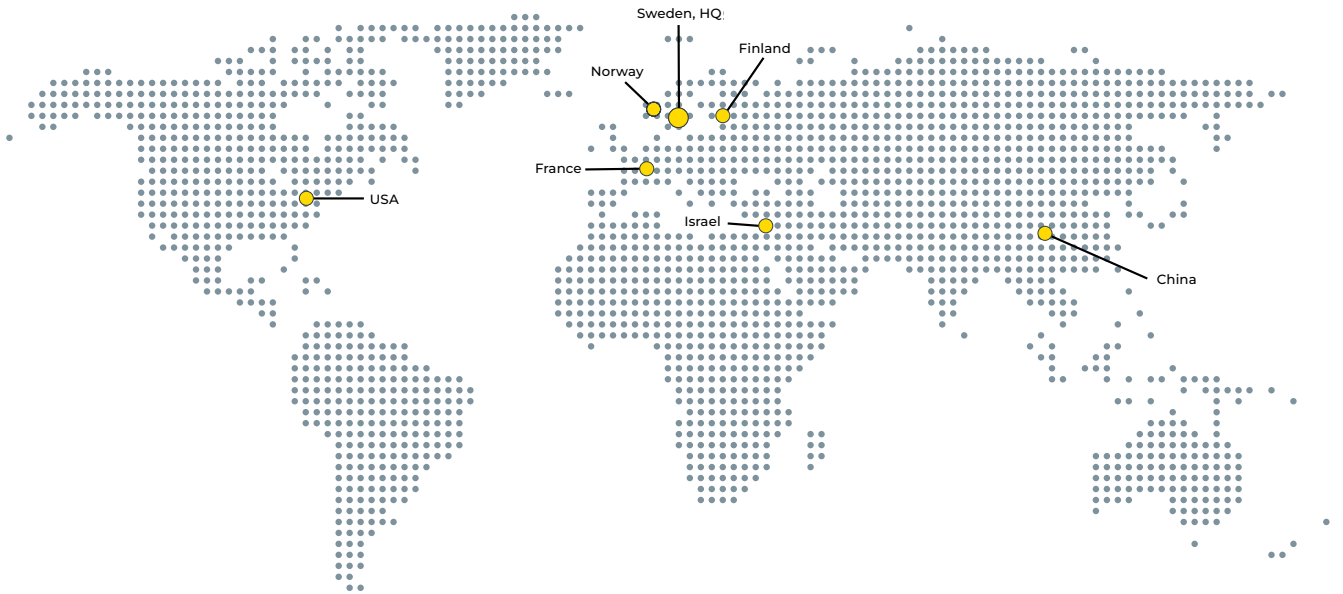 Sweden, HQ
Finland
Norway
France
USA
Israel
China